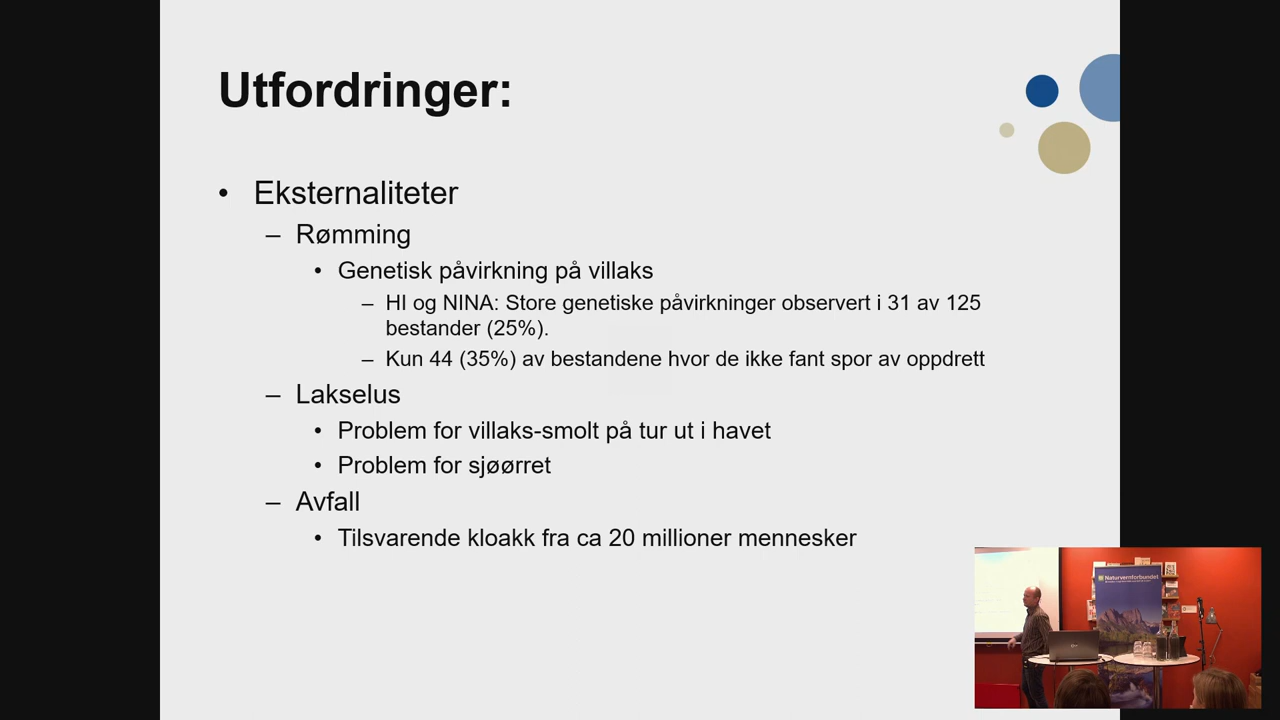 Utfordringer:
• Eksternaliteter
– Rømming
• Genetisk påvirkning på villaks
– HI og NINA: Store genetiske påvirkninger observert i 31 av 125
bestander (25%).
– Kun 44 (35%) av bestandene hvor de ikke fant spor av oppdrett
– Lakselus
• Problem for villaks-smolt på tur ut i havet
• Problem for sjøørret
– Avfall
• Tilsvarende kloakk fra ca 20 millioner mennesker
Naturvernforbundet